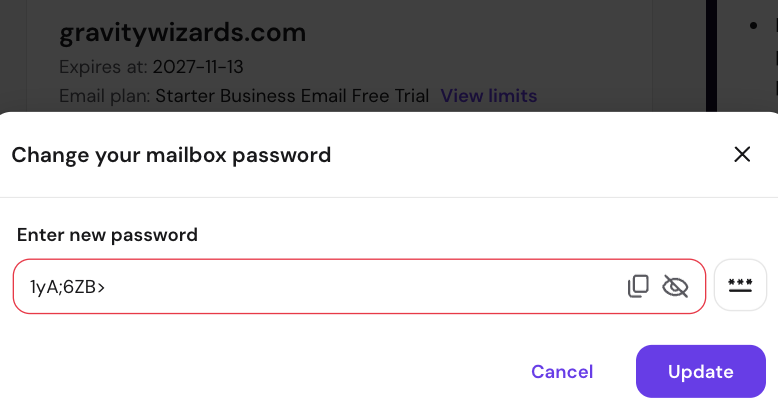 gravitywizards.com
Expires at: 2027-11-13
Email plan: Starter Business Email Free Trial View limits
Change your mailbox password
Enter new password
1yA;6ZB>
***
Cancel Update